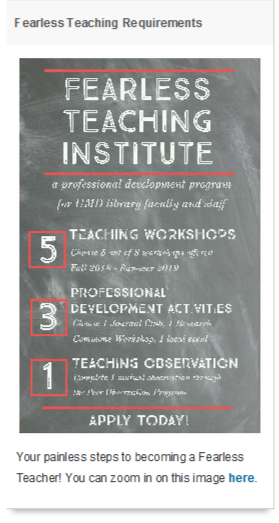 Fearless Teaching Requirements
FEARLESS
TEACHING
INSTITUTE
a professional development program
for UMD library faculty and staff
5 TEACHING WORKSHOPS
Choose 5 out of 8 workshops offered
Fall 2018 - Summer 2019
3 PROFESSIONAL
DEVELOPMENT ACTIVITIES
Choose 1 Journal Club, 1 Research
Commons Workshop, 1 local event
1 TEACHING OBSERVATION
Complete 1 mutual observation through
the Peer Observation Program
APPLY TODAY!
Your painless steps to becoming a Fearless
Teacher! You can zoom in on this image here.